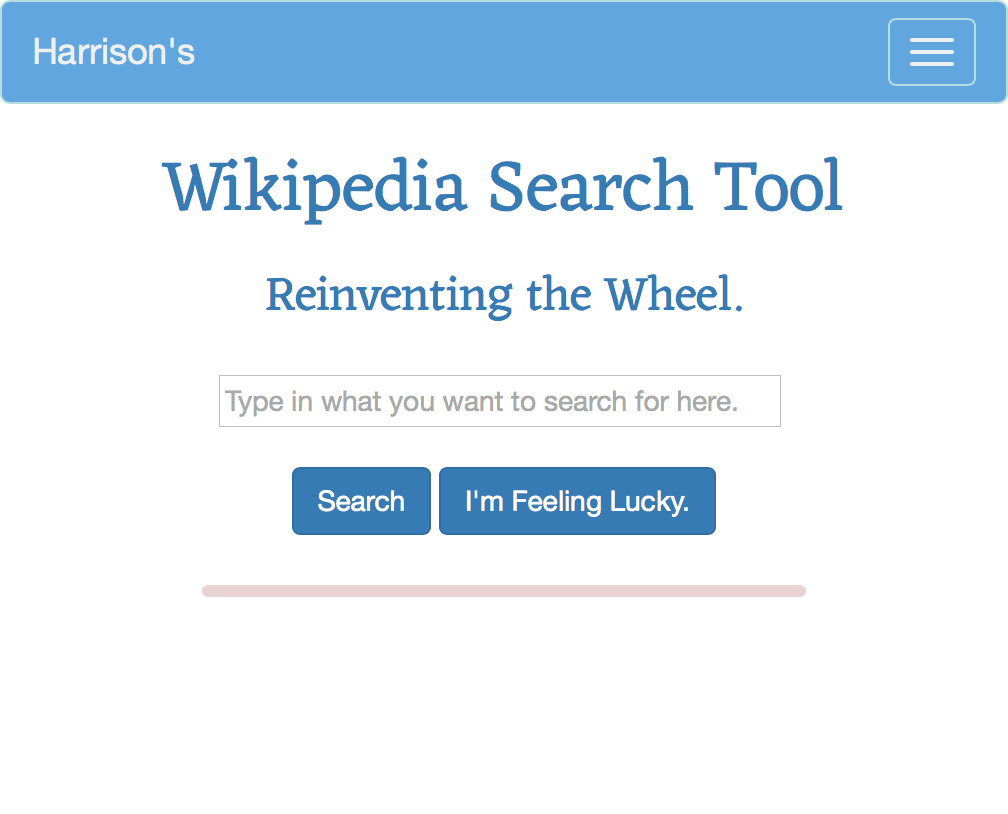 Harrison's
Wikipedia Search Tool
Reinventing the Wheel.
Type in what you want to search for here.
Search I'm Feeling Lucky.